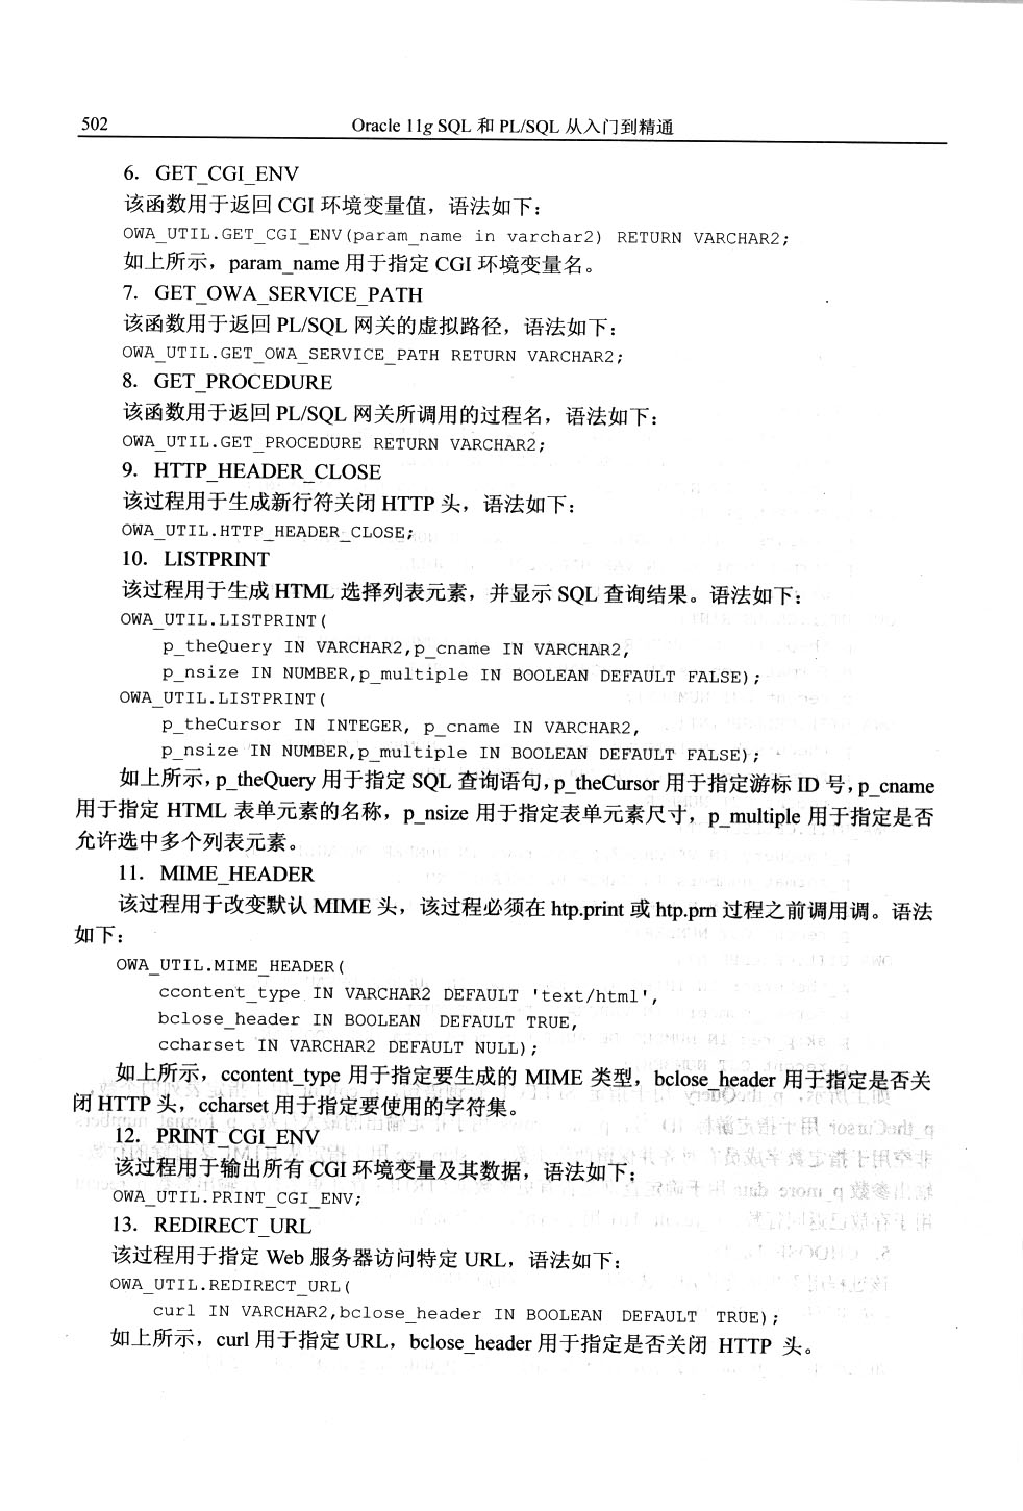 502
Oracle 11g SQL 和 PL/SQL 从入门到精通
6．GET_CGI_ENV
该函数用于返回 CGI 环境变量值，语法如下：
OWA_UTIL.GET_CGI_ENV(param_name in varchar2) RETURN VARCHAR2;
如上所示，param_name 用于指定 CGI 环境变量名。
7．GET_OWA_SERVICE_PATH
该函数用于返回 PL/SQL 网关的虚拟路径，语法如下：
OWA_UTIL.GET_OWA_SERVICE_PATH RETURN VARCHAR2;
8．GET_PROCEDURE
该函数用于返回 PL/SQL 网关所调用的过程名，语法如下：
OWA_UTIL.GET_PROCEDURE RETURN VARCHAR2;
9．HTTP_HEADER_CLOSE
该过程用于生成新行符关闭 HTTP 头，语法如下：
OWA_UTIL.HTTP_HEADER_CLOSE;
10．LISTPRINT
该过程用于生成 HTML 选择列表元素，并显示 SQL 查询结果。语法如下：
OWA_UTIL.LISTPRINT(
p_theQuery IN VARCHAR2,p_cname IN VARCHAR2,
p_nsize IN NUMBER,p_multiple IN BOOLEAN DEFAULT FALSE);
OWA_UTIL.LISTPRINT(
p_theCursor IN INTEGER, p_cname IN VARCHAR2,
p_nsize IN NUMBER,p_multiple IN BOOLEAN DEFAULT FALSE);
如上所示，p_theQuery 用于指定 SQL 查询语句，p_theCursor 用于指定游标 ID 号，p_cname
用于指定 HTML 表单元素的名称，p_nsize 用于指定表单元素尺寸，p_multiple 用于指定是否
允许选中多个列表元素。
11．MIME_HEADER
该过程用于改变默认 MIME 头，该过程必须在 htp.print 或 htp.prn 过程之前调用调。语法
如下：
OWA_UTIL.MIME_HEADER(
ccontent_type IN VARCHAR2 DEFAULT 'text/html',
bclose_header IN BOOLEAN DEFAULT TRUE,
ccharset IN VARCHAR2 DEFAULT NULL);
如上所示，ccontent_type 用于指定要生成的 MIME 类型，bclose_header 用于指定是否关
闭 HTTP 头，ccharset 用于指定要使用的字符集。
12．PRINT_CGI_ENV
该过程用于输出所有 CGI 环境变量及其数据，语法如下：
OWA_UTIL.PRINT_CGI_ENV;
13．REDIRECT_URL
该过程用于指定 Web 服务器访问特定 URL，语法如下：
OWA_UTIL.REDIRECT_URL(
curl IN VARCHAR2,bclose_header IN BOOLEAN DEFAULT TRUE);
如上所示，curl 用于指定 URL，bclose_header 用于指定是否关闭 HTTP 头。